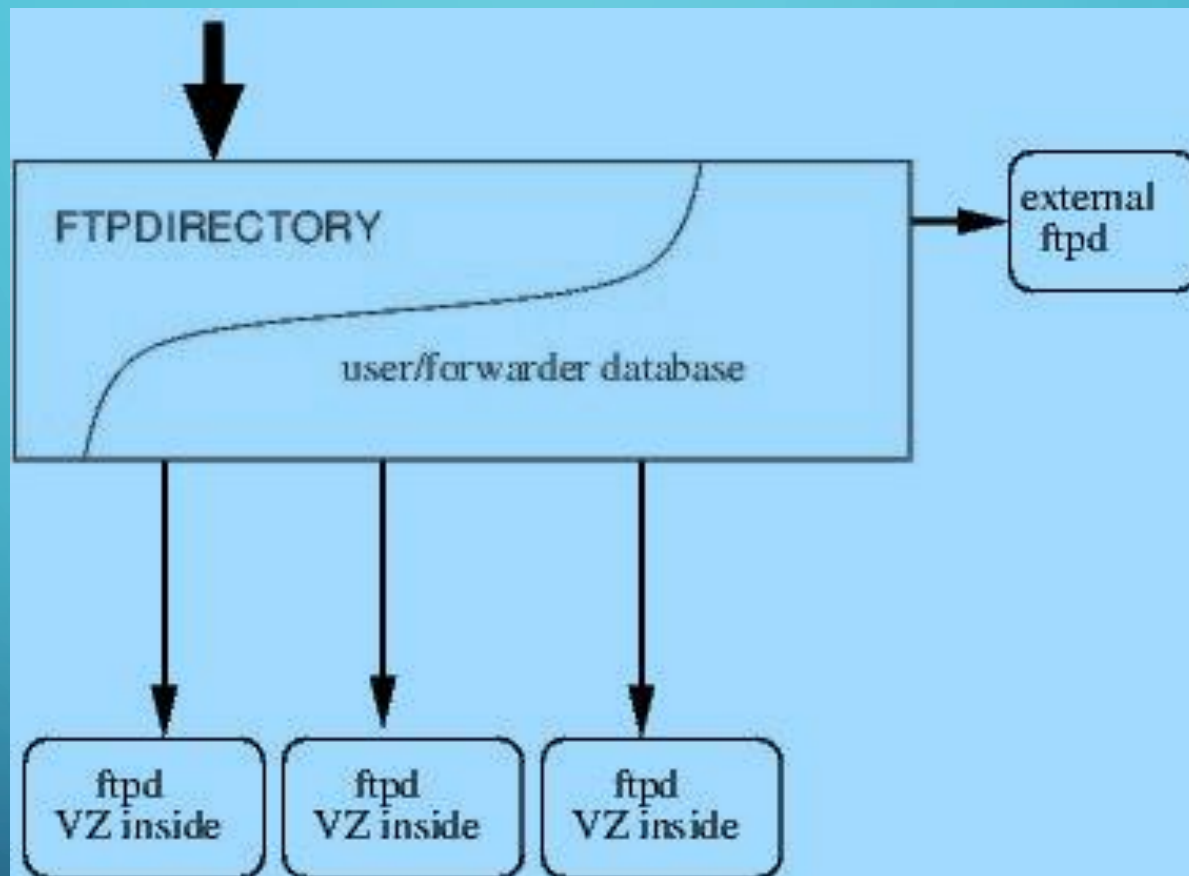 FTPDIRECTORY
external
ftpd
user/forwarder database
ftpd
VZ inside
ftpd
VZ inside
ftpd
VZ inside